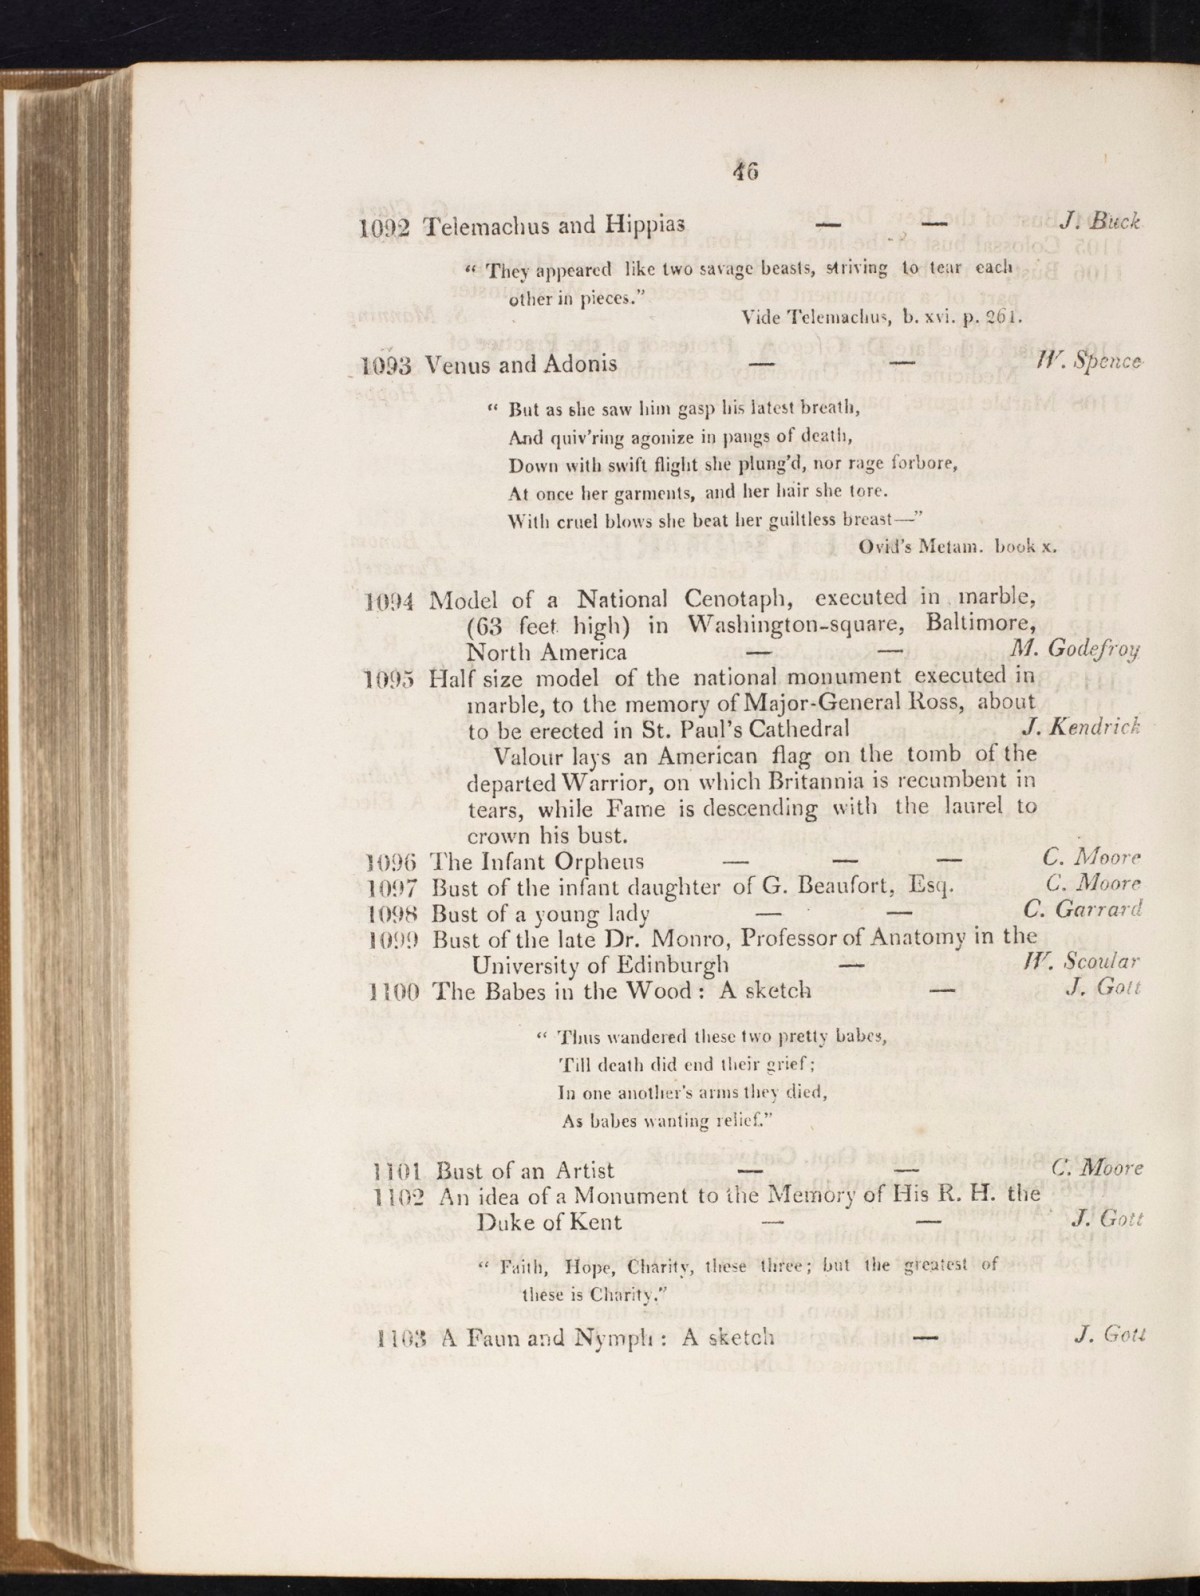 46
1092 Telemachus and Hippias — — J. Buck
“ They appeared like two savage beasts, striving to tear each
other in pieces.”
Vide Telemachus, b. xvi. p. 261.
1093 Venus and Adonis — — W. Spence
“ But as she saw him gasp his latest breath,
And quiv’ring agonize in pangs of death,
Down with swift flight she plung’d, nor rage forbore,
At once her garments, and her hair she tore.
With cruel blows she beat her guiltless breast—”
Ovid’s Metam. book x.
1094 Model of a National Cenotaph, executed in marble,
(63 feet high) in Washington-square, Baltimore,
North America — — M. Godefroy
1095 Half size model of the national monument executed in
marble, to the memory of Major-General Ross, about
to be erected in St. Paul’s Cathedral J. Kendrick
Valour lays an American flag on the tomb of the
departed Warrior, on which Britannia is recumbent in
tears, while Fame is descending with the laurel to
crown his bust.
1096 The Infant Orpheus — — — C. Moore
1097 Bust of the infant daughter of G. Beaufort, Esq. C. Moore
1098 Bust of a young lady — — C. Garrard
1099 Bust of the late Dr. Monro, Professor of Anatomy in the
University of Edinburgh — W. Scoular
1100 The Babes in the Wood : A sketch — J. Gott
“ Thus wandered these two pretty babes,
Till death did end their grief ;
In one another’s arms they died,
As babes wanting relief.”
1101 Bust of an Artist — — C. Moore
1102 An idea of a Monument to the Memory of His R. H. the
Duke of Kent — — J. Gott
“ Faith, Hope, Charity, these three ; but the greatest of
these is Charity.”
1103 A Faun and Nymph : A sketch — J. Gott